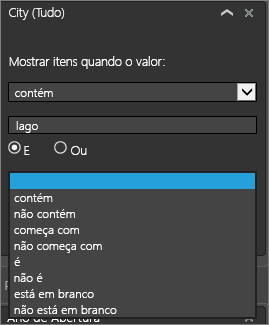 City (Tudo)
Mostrar itens quando o valor:
contém
lago
E Ou
contém
não contém
começa com
não começa com
é
não é
está em branco
não está em branco
Ano de Abertura